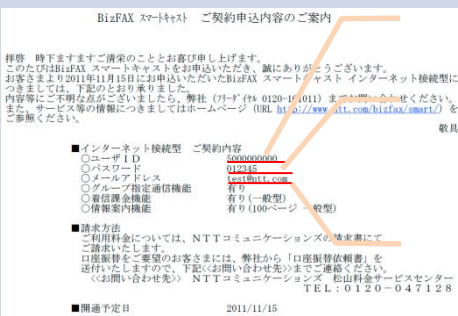 BizFAX スマートキャスト　ご契約申込内容のご案内
拝啓　時下ますますご清栄のこととお喜び申し上げます。
このたびはBizFAX スマートキャストをお申込いただき、誠にありがとうございます。
お客さまより2011年11月15日にお申込いただいたBizFAX スマートキャスト インターネット接続型に
つきましては、下記のとおり承りました。
内容等にご不明な点がございましたら、弊社（フリーダイヤル 0120-101011）までお問い合わせください。
また、サービス等の情報につきましてはホームページ（URL http://www.ntt.com/bizfax/smart/）を
ご参照ください。
敬具
■インターネット接続型　ご契約内容
○ユーザＩＤ　5000000000
○パスワード　012345
○メールアドレス　test@ntt.com
○グループ指定通信機能　有り
○着信課金機能　有り(一般型)
○情報案内機能　有り(100ページ 一般型)
■請求方法
ご利用料金については、ＮＴＴコミュニケーションズの請求書にて
ご請求いたします。
口座振替をご要望のお客さまには、弊社から「口座振替依頼書」を
送付いたしますので、下記<<お問い合わせ先>>までご連絡ください。
<<お問い合わせ先>>　ＮＴＴコミュニケーションズ 松山料金サービスセンター
ＴＥＬ：０１２０－０４７１２８
■開通予定日　2011/11/15